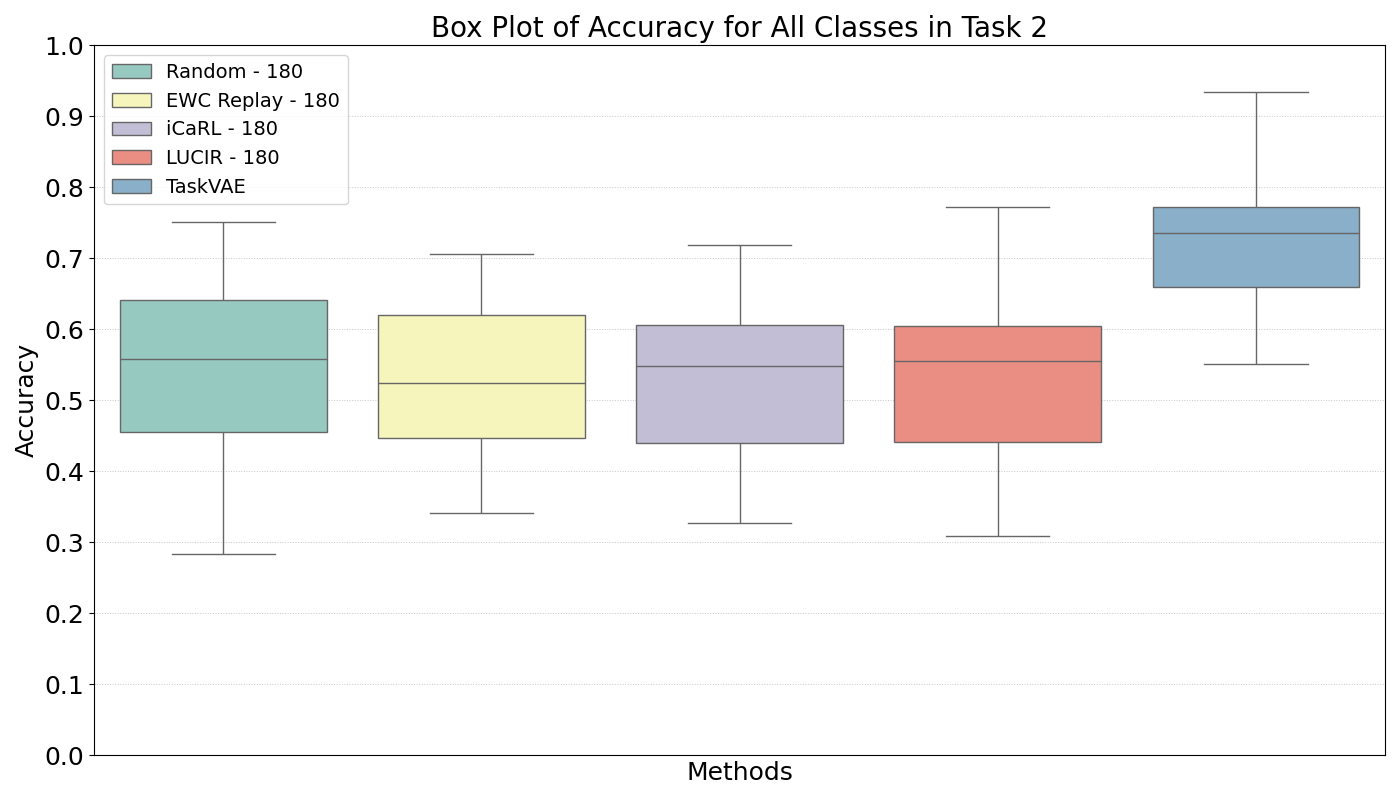 Box Plot of Accuracy for All Classes in Task 2
1.0
0.9
0.8
0.7
0.6
0.5
0.4
0.3
0.2
0.1
0.0
Accuracy
Random - 180
EWC Replay - 180
iCaRL - 180
LUCIR - 180
TaskVAE
Methods